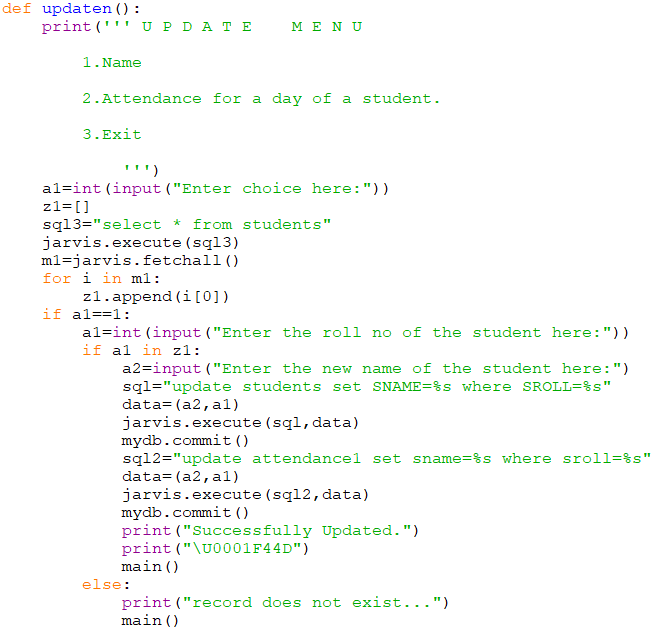 def updaten():
    print(''' U P D A T E    M E N U

        1.Name

        2.Attendance for a day of a student.

        3.Exit

            ''')
    a1=int(input("Enter choice here:"))
    z1=[]
    sql3="select * from students"
    jarvis.execute(sql3)
    m1=jarvis.fetchall()
    for i in m1:
        z1.append(i[0])
    if a1==1:
        a1=int(input("Enter the roll no of the student here:"))
        if a1 in z1:
            a2=input("Enter the new name of the student here:")
            sql="update students set SNAME=%s where SROLL=%s"
            data=(a2,a1)
            jarvis.execute(sql,data)
            mydb.commit()
            sql2="update attendance1 set sname=%s where sroll=%s"
            data=(a2,a1)
            jarvis.execute(sql2,data)
            mydb.commit()
            print("Successfully Updated.")
            print("\U0001F44D")
            main()
        else:
            print("record does not exist...")
            main()